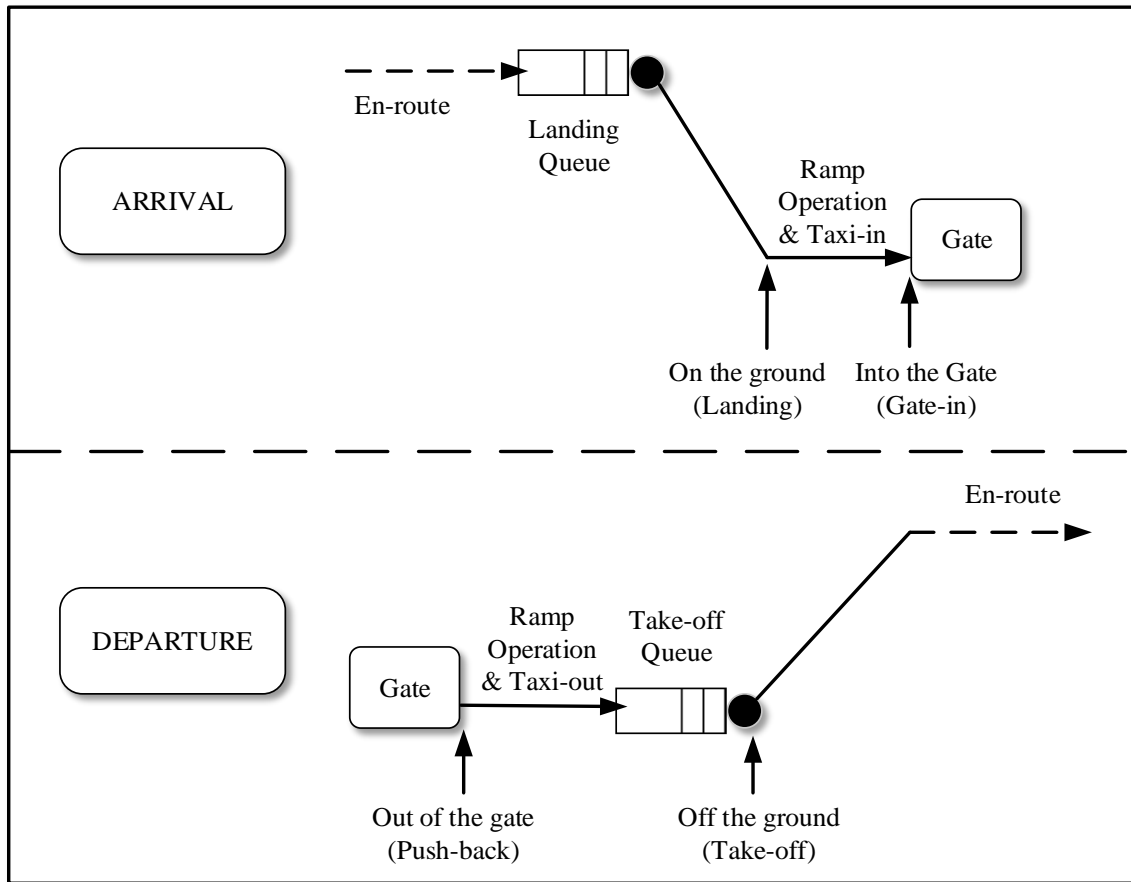 En-route
Landing
Queue
ARRIVAL
Ramp
Operation
& Taxi-in
Gate
On the ground
(Landing)
Into the Gate
(Gate-in)
En-route
DEPARTURE
Gate
Ramp
Operation
& Taxi-out
Take-off
Queue
Out of the gate
(Push-back)
Off the ground
(Take-off)